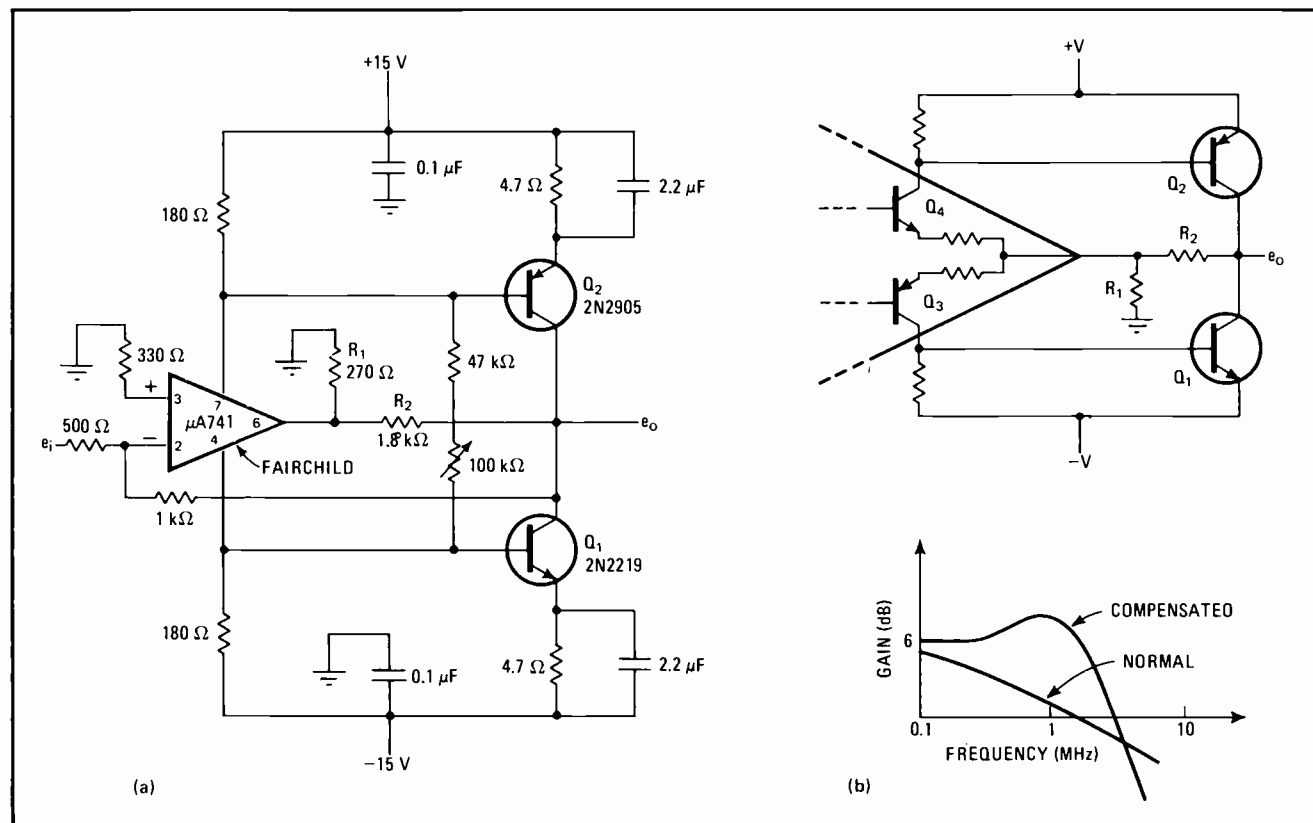 +15 V
0.1 µF
4.7 Ω
2.2 µF
180 Ω
Q2
2N2905
330 Ω
R1
270 Ω
47 kΩ
+
3
7
µA741
6
R2
1.8 kΩ
eo
500 Ω
ei
2
−
4
FAIRCHILD
100 kΩ
1 kΩ
Q1
2N2219
180 Ω
0.1 µF
4.7 Ω
2.2 µF
−15 V
(a)
+V
Q2
Q4
R2
eo
R1
Q3
Q1
−V
GAIN (dB)
6
COMPENSATED
NORMAL
0.1
1
10
FREQUENCY (MHz)
(b)